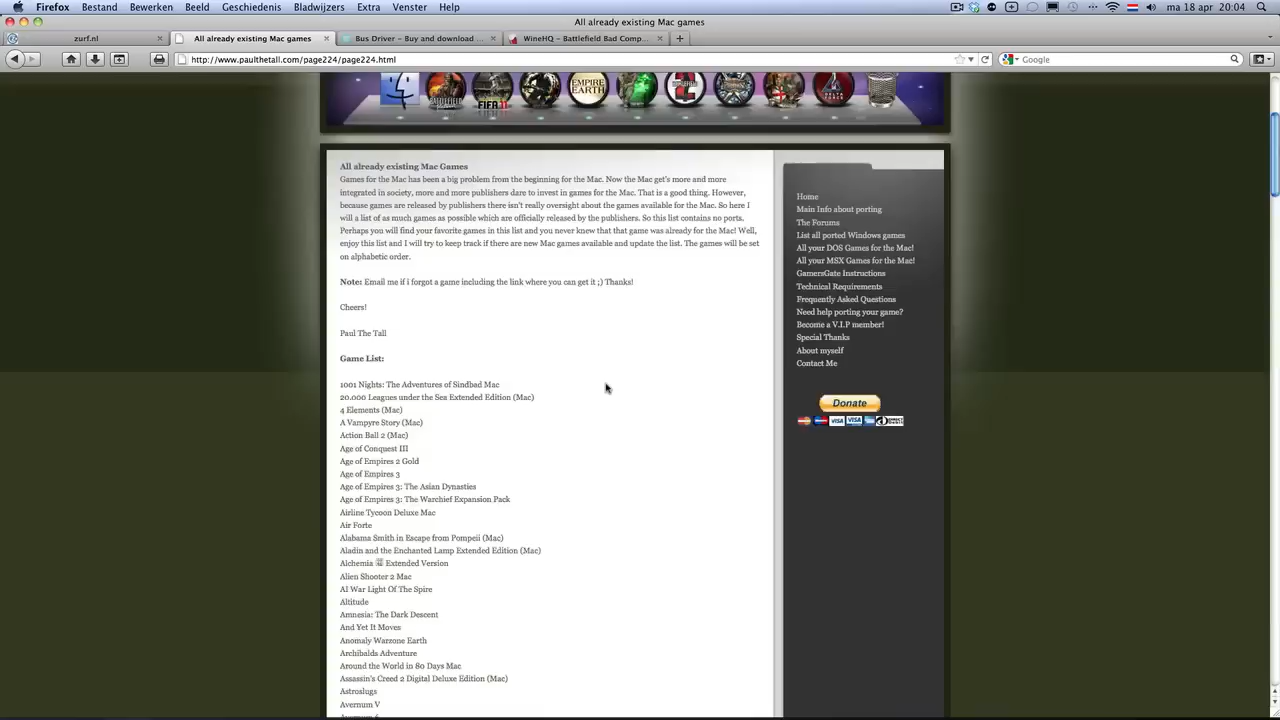 Firefox Bestand Bewerken Beeld Geschiedenis Bladwijzers Extra Venster Help ma 18 apr 20:04
All already existing Mac games
zurf.nl × All already existing Mac games × Bus Driver – Buy and download ... × WineHQ – Battlefield Bad Comp... × +
http://www.paulthetall.com/page224/page224.html Google
BATTLEFIELD FIFA 11 EMPIRE EARTH DELTA FORCE
All already existing Mac Games
Games for the Mac has been a big problem from the beginning for the Mac. Now the Mac get's more and more
integrated in society, more and more publishers dare to invest in games for the Mac. That is a good thing. However,
because games are released by publishers there isn't really oversight about the games available for the Mac. So here I
will a list of as much games as possible which are officially released by the publishers. So this list contains no ports.
Perhaps you will find your favorite games in this list and you never knew that that game was already for the Mac! Well,
enjoy this list and I will try to keep track if there are new Mac games available and update the list. The games will be set
on alphabetic order.
Note: Email me if i forgot a game including the link where you can get it ;) Thanks!
Cheers!
Paul The Tall
Game List:
1001 Nights: The Adventures of Sindbad Mac
20.000 Leagues under the Sea Extended Edition (Mac)
4 Elements (Mac)
A Vampyre Story (Mac)
Action Ball 2 (Mac)
Age of Conquest III
Age of Empires 2 Gold
Age of Empires 3
Age of Empires 3: The Asian Dynasties
Age of Empires 3: The Warchief Expansion Pack
Airline Tycoon Deluxe Mac
Air Forte
Alabama Smith in Escape from Pompeii (Mac)
Aladin and the Enchanted Lamp Extended Edition (Mac)
Alchemia Extended Version
Alien Shooter 2 Mac
AI War Light Of The Spire
Altitude
Amnesia: The Dark Descent
And Yet It Moves
Anomaly Warzone Earth
Archibalds Adventure
Around the World in 80 Days Mac
Assassin's Creed 2 Digital Deluxe Edition (Mac)
Astroslugs
Avernum V
Avernum 6
Home
Main Info about porting
The Forums
List all ported Windows games
All your DOS Games for the Mac!
All your MSX Games for the Mac!
GamersGate Instructions
Technical Requirements
Frequently Asked Questions
Need help porting your game?
Become a V.I.P member!
Special Thanks
About myself
Contact Me
Donate
VISA VISA